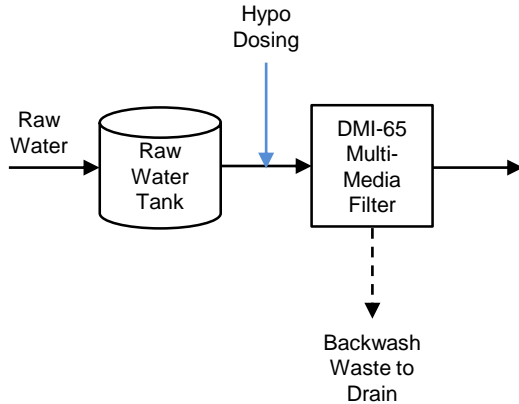 Hypo
Dosing
Raw
Water
Raw
Water
Tank
DMI-65
Multi-
Media
Filter
Backwash
Waste to
Drain